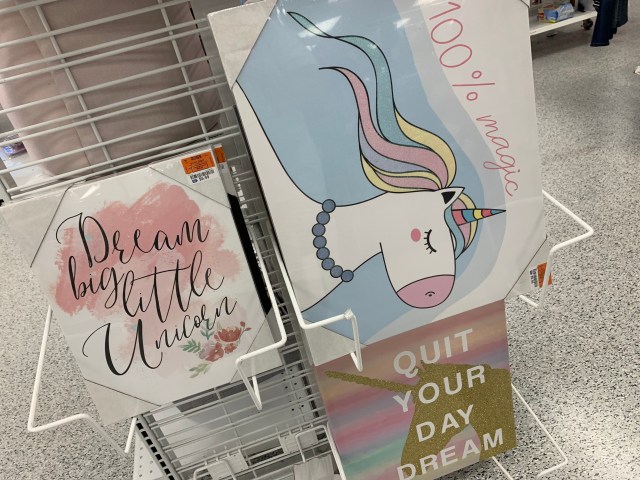 Dream
big little
Unicorn
100% magic
QUIT
YOUR
DAY
DREAM